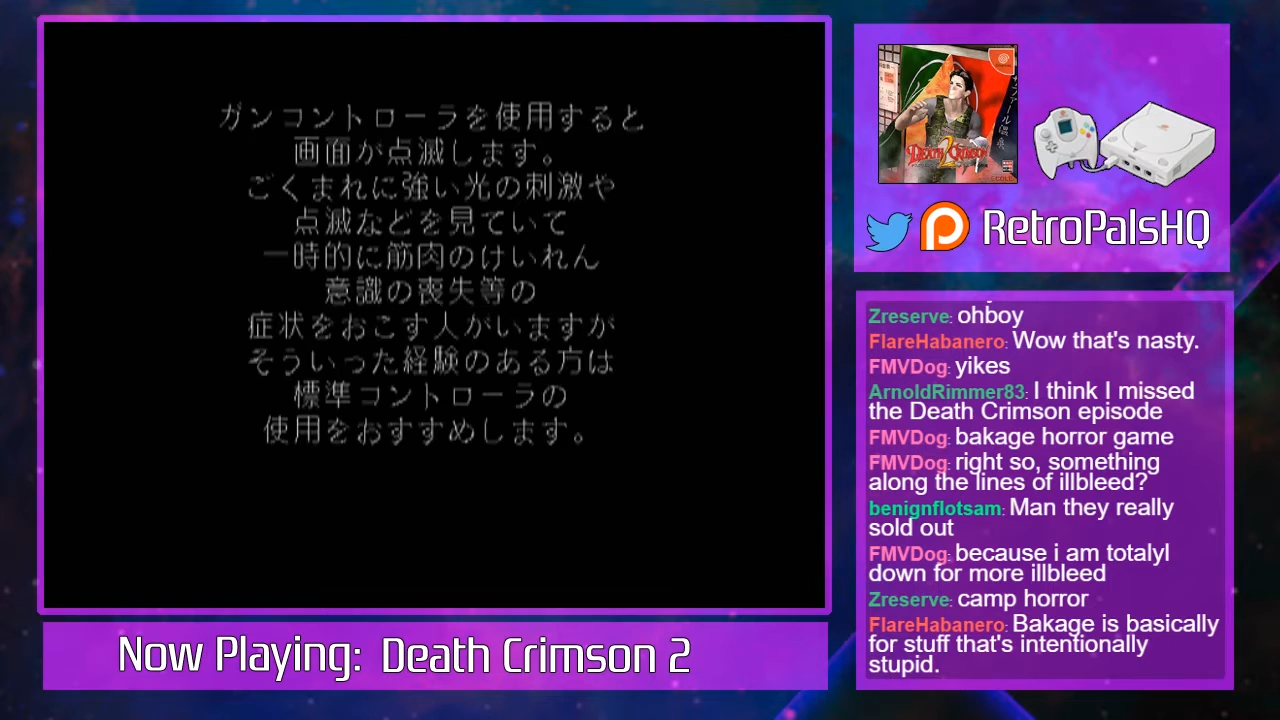 ガンコントローラを使用すると
画面が点滅します。
ごくまれに強い光の刺激や
点滅などを見ていて
一時的に筋肉のけいれん
意識の喪失等の
症状をおこす人がいますが
そういった経験のある方は
標準コントローラの
使用をおすすめします。
Now Playing: Death Crimson 2
DEATH CRIMSON
2
RetroPalsHQ
Zreserve: ohboy
FlareHabanero: Wow that's nasty.
FMVDog: yikes
ArnoldRimmer83: I think I missed
the Death Crimson episode
FMVDog: bakage horror game
FMVDog: right so, something
along the lines of illbleed?
benignflotsam: Man they really
sold out
FMVDog: because i am totalyl
down for more illbleed
Zreserve: camp horror
FlareHabanero: Bakage is basically
for stuff that's intentionally
stupid.